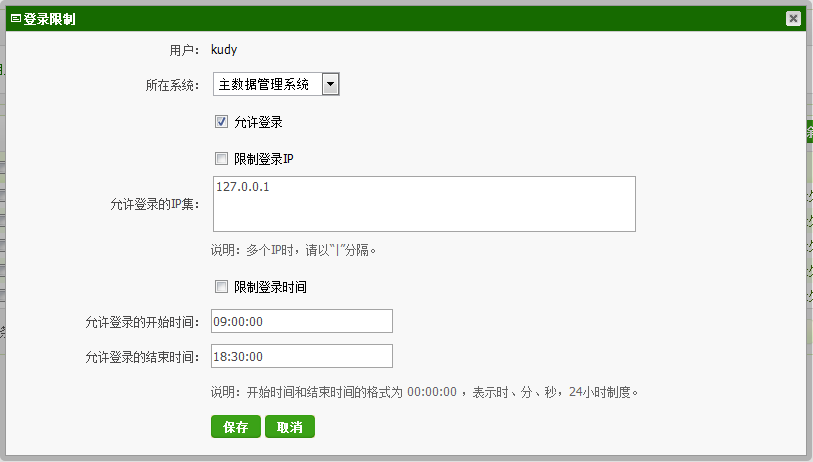 登录限制
用户： kudy
所在系统： 主数据管理系统
允许登录
限制登录IP
允许登录的IP集： 127.0.0.1
说明：多个IP时，请以“|”分隔。
限制登录时间
允许登录的开始时间： 09:00:00
允许登录的结束时间： 18:30:00
说明：开始时间和结束时间的格式为 00:00:00 ，表示时、分、秒，24小时制度。
保存 取消